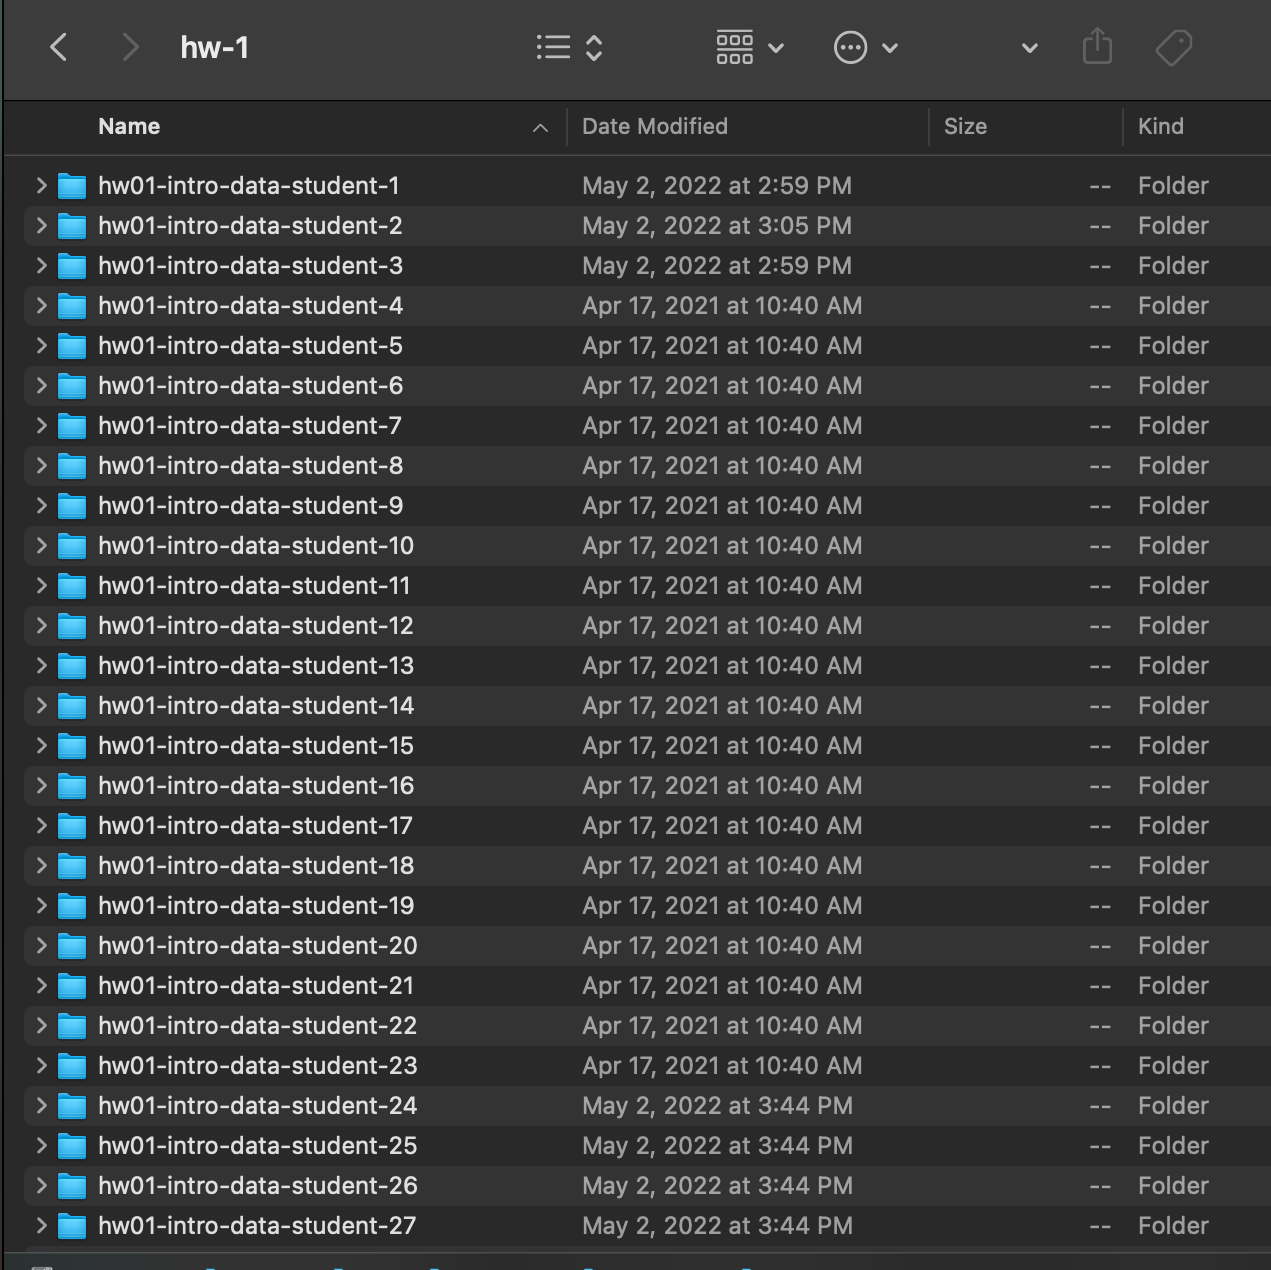 hw-1
Name Date Modified Size Kind
hw01-intro-data-student-1 May 2, 2022 at 2:59 PM -- Folder
hw01-intro-data-student-2 May 2, 2022 at 3:05 PM -- Folder
hw01-intro-data-student-3 May 2, 2022 at 2:59 PM -- Folder
hw01-intro-data-student-4 Apr 17, 2021 at 10:40 AM -- Folder
hw01-intro-data-student-5 Apr 17, 2021 at 10:40 AM -- Folder
hw01-intro-data-student-6 Apr 17, 2021 at 10:40 AM -- Folder
hw01-intro-data-student-7 Apr 17, 2021 at 10:40 AM -- Folder
hw01-intro-data-student-8 Apr 17, 2021 at 10:40 AM -- Folder
hw01-intro-data-student-9 Apr 17, 2021 at 10:40 AM -- Folder
hw01-intro-data-student-10 Apr 17, 2021 at 10:40 AM -- Folder
hw01-intro-data-student-11 Apr 17, 2021 at 10:40 AM -- Folder
hw01-intro-data-student-12 Apr 17, 2021 at 10:40 AM -- Folder
hw01-intro-data-student-13 Apr 17, 2021 at 10:40 AM -- Folder
hw01-intro-data-student-14 Apr 17, 2021 at 10:40 AM -- Folder
hw01-intro-data-student-15 Apr 17, 2021 at 10:40 AM -- Folder
hw01-intro-data-student-16 Apr 17, 2021 at 10:40 AM -- Folder
hw01-intro-data-student-17 Apr 17, 2021 at 10:40 AM -- Folder
hw01-intro-data-student-18 Apr 17, 2021 at 10:40 AM -- Folder
hw01-intro-data-student-19 Apr 17, 2021 at 10:40 AM -- Folder
hw01-intro-data-student-20 Apr 17, 2021 at 10:40 AM -- Folder
hw01-intro-data-student-21 Apr 17, 2021 at 10:40 AM -- Folder
hw01-intro-data-student-22 Apr 17, 2021 at 10:40 AM -- Folder
hw01-intro-data-student-23 Apr 17, 2021 at 10:40 AM -- Folder
hw01-intro-data-student-24 May 2, 2022 at 3:44 PM -- Folder
hw01-intro-data-student-25 May 2, 2022 at 3:44 PM -- Folder
hw01-intro-data-student-26 May 2, 2022 at 3:44 PM -- Folder
hw01-intro-data-student-27 May 2, 2022 at 3:44 PM -- Folder